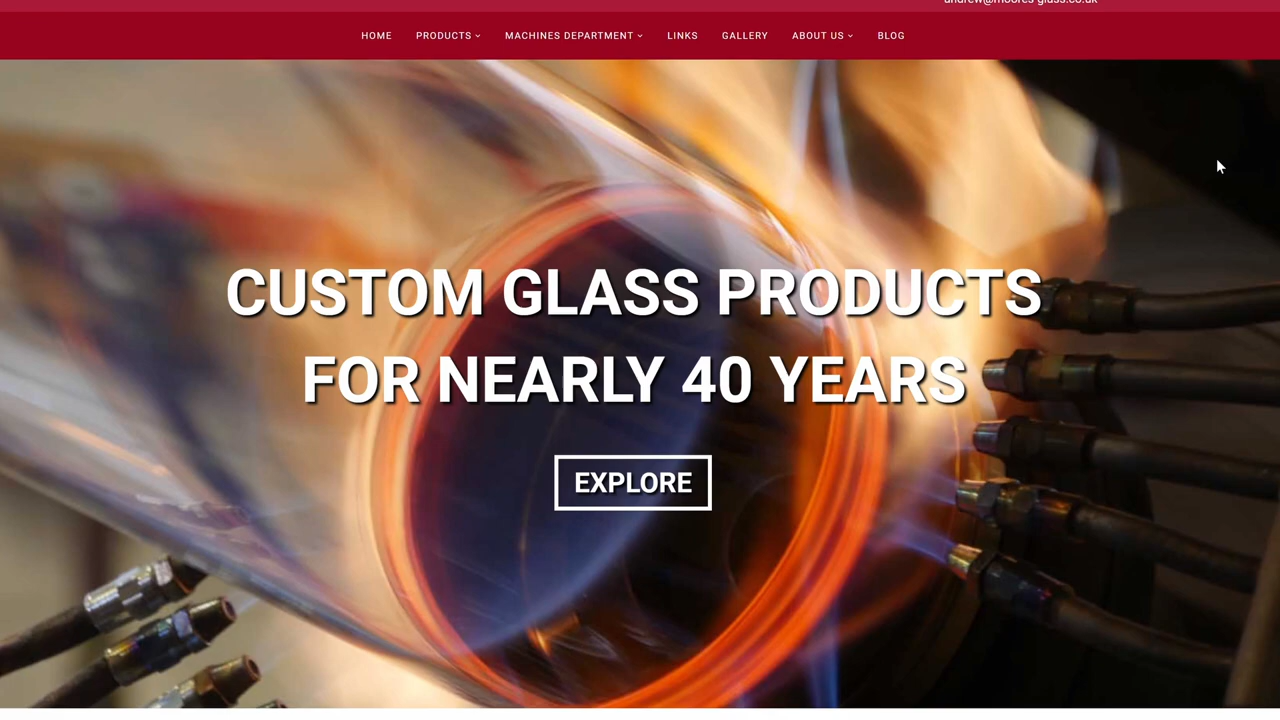 andrew@moores-glass.co.uk
HOME PRODUCTS MACHINES DEPARTMENT LINKS GALLERY ABOUT US BLOG
CUSTOM GLASS PRODUCTS
FOR NEARLY 40 YEARS
EXPLORE